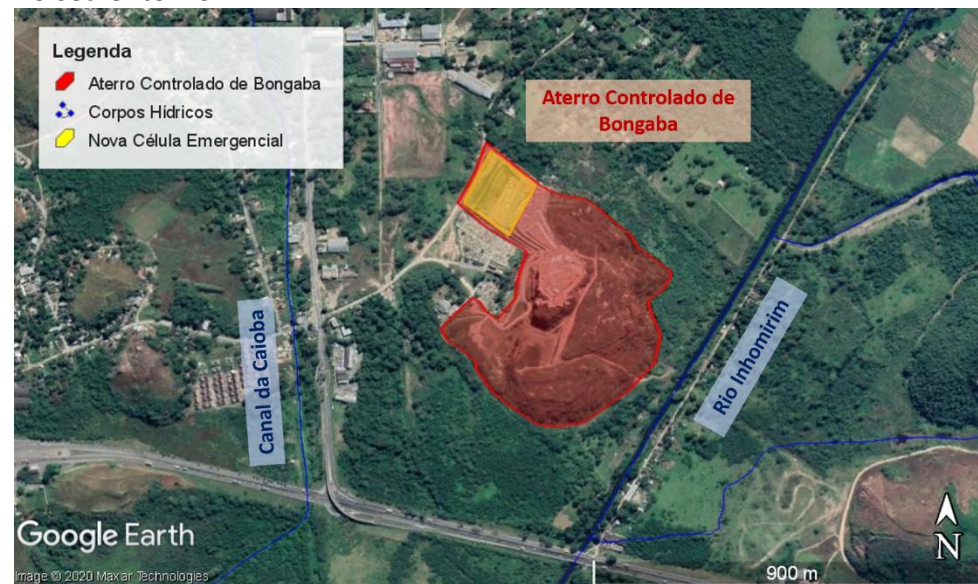 Legenda
Aterro Controlado de Bongaba
Corpos Hídricos
Nova Célula Emergencial
Aterro Controlado de
Bongaba
Canal da Caioba
Rio Inhomirim
Google Earth
Image © 2020 Maxar Technologies
900 m
N